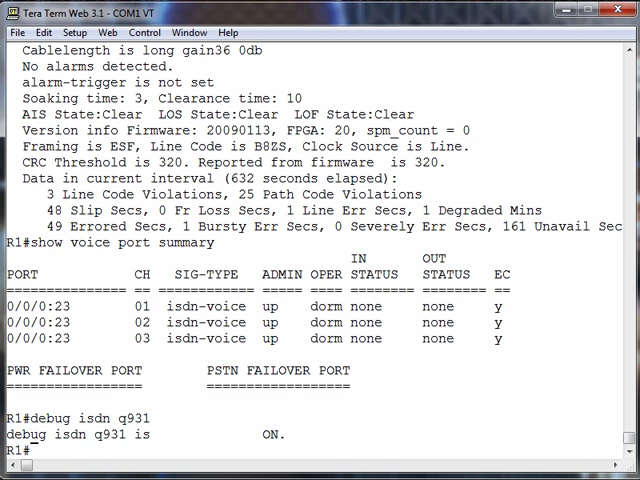 Tera Term Web 3.1 - COM1 VT
File Edit Setup Web Control Window Help
Cablelength is long gain36 0db
No alarms detected.
alarm-trigger is not set
Soaking time: 3, Clearance time: 10
AIS State:Clear LOS State:Clear LOF State:Clear
Version info Firmware: 20090113, FPGA: 20, spm_count = 0
Framing is ESF, Line Code is B8ZS, Clock Source is Line.
CRC Threshold is 320. Reported from firmware is 320.
Data in current interval (632 seconds elapsed):
3 Line Code Violations, 25 Path Code Violations
48 Slip Secs, 0 Fr Loss Secs, 1 Line Err Secs, 1 Degraded Mins
49 Errored Secs, 1 Bursty Err Secs, 0 Severely Err Secs, 161 Unavail Sec
R1#show voice port summary
IN OUT
PORT CH SIG-TYPE ADMIN OPER STATUS STATUS EC
=============== == ============ ===== ==== ======== ======== ==
0/0/0:23 01 isdn-voice up dorm none none y
0/0/0:23 02 isdn-voice up dorm none none y
0/0/0:23 03 isdn-voice up dorm none none y
PWR FAILOVER PORT PSTN FAILOVER PORT
================= ==================
R1#debug isdn q931
debug isdn q931 is ON.
R1#